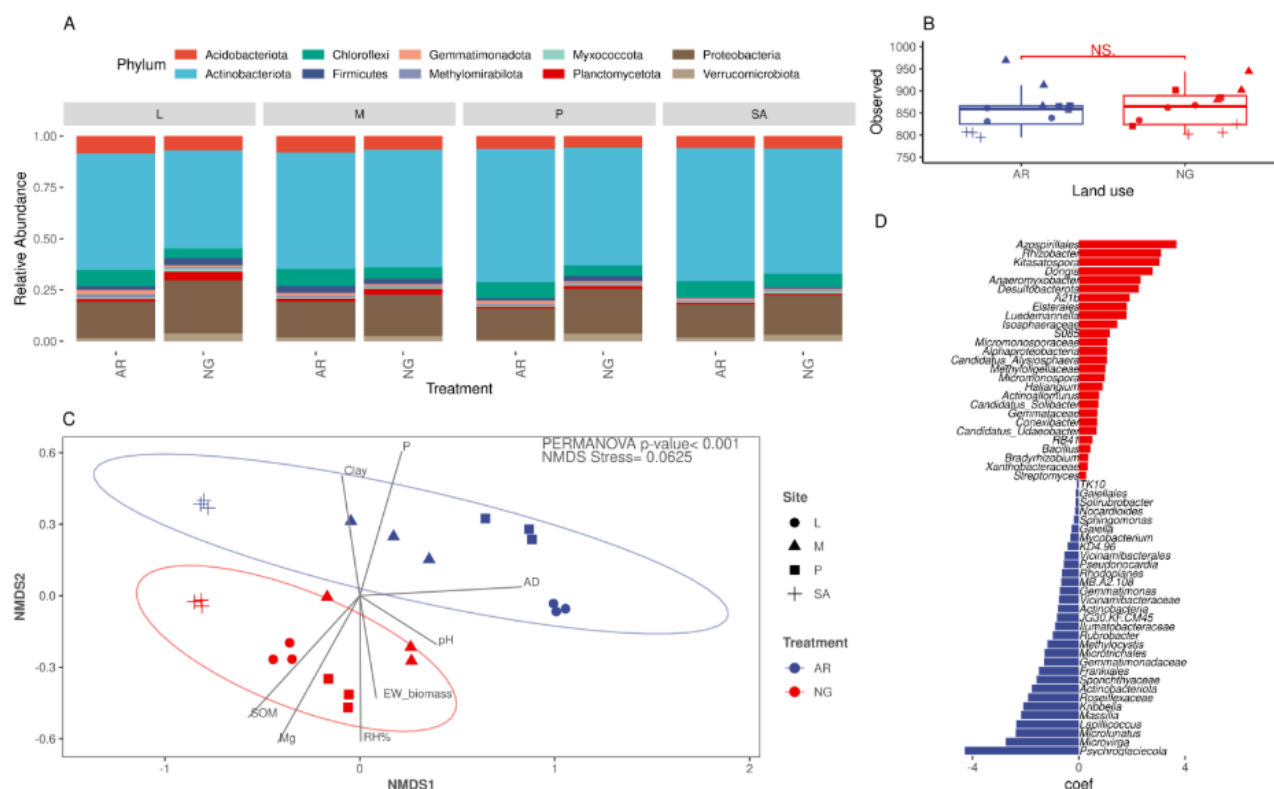 A
Phylum
Acidobacteriota
Chloroflexi
Gemmatimonadota
Myxococcota
Proteobacteria
Actinobacteriota
Firmicutes
Methylomirabilota
Planctomycetota
Verrucomicrobiota
L
M
P
SA
1.00
0.75
0.50
0.25
0.00
Relative Abundance
AR
NG
AR
NG
AR
NG
AR
NG
Treatment
B
1000
950
900
850
800
750
Observed
NS.
AR
NG
Land use
C
PERMANOVA p-value< 0.001
NMDS Stress= 0.0625
0.6
0.3
0.0
-0.3
-0.6
NMDS2
P
Clay
AD
pH
EW_biomass
SOM
Mg
RH%
-1
0
1
2
NMDS1
Site
L
M
P
SA
Treatment
AR
NG
D
Azospirillales
Rhizobacter
Kitasatospora
Dongia
Anaeromyxobacter
Desulfobacterota
A21b
Elsterales
Luedemannella
Isosphaeraceae
S085
Micromonosporaceae
Alphaproteobacteria
Candidatus_Alysiosphaera
Methyloligellaceae
Micromonospora
Haliangium
Actinoallomurus
Candidatus_Solibacter
Gemmataceae
Conexibacter
Candidatus_Udaeobacter
RB41
Bacillus
Bradyrhizobium
Xanthobacteraceae
Streptomyces
TK10
Gaiellales
Solirubrobacter
Nocardioides
Sphingomonas
Gaiella
Mycobacterium
KD4.96
Vicinamibacterales
Pseudonocardia
Rhodoplanes
MB.A2.108
Gemmatimonas
Vicinamibacteraceae
Actinobacteria
JG30.KF.CM45
Ilumatobacteraceae
Rubrobacter
Methylocystis
Microtrichales
Gemmatimonadaceae
Frankiales
Sporichthyaceae
Actinobacteriota
Roseiflexaceae
Kribbella
Massilia
Lapillicoccus
Microlunatus
Microvirga
Psychroglaciecola
-4
0
4
coef